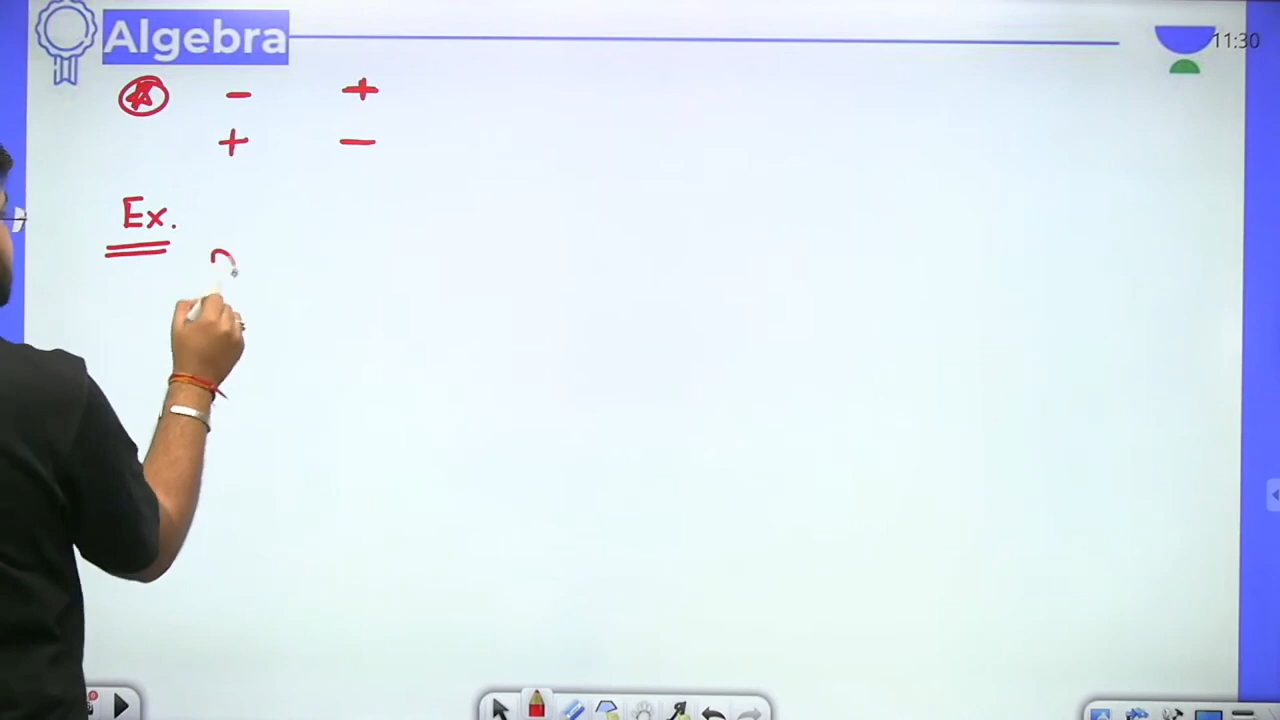 Algebra
11:30
- +
+ -
Ex.